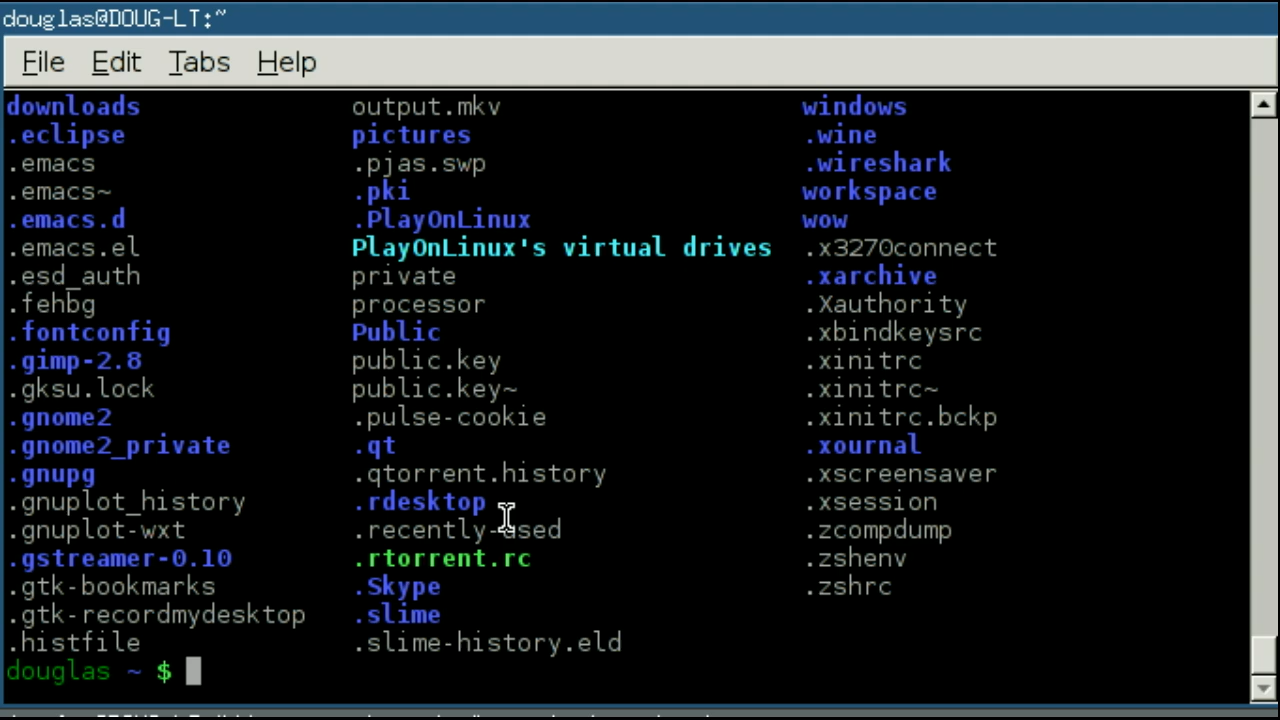 douglas@DOUG-LT:~
File Edit Tabs Help
downloads output.mkv windows
.eclipse pictures .wine
.emacs .pjas.swp .wireshark
.emacs~ .pki workspace
.emacs.d .PlayOnLinux wow
.emacs.el PlayOnLinux's virtual drives .x3270connect
.esd_auth private .xarchive
.fehbg processor .Xauthority
.fontconfig Public .xbindkeysrc
.gimp-2.8 public.key .xinitrc
.gksu.lock public.key~ .xinitrc~
.gnome2 .pulse-cookie .xinitrc.bckp
.gnome2_private .qt .xournal
.gnupg .qtorrent.history .xscreensaver
.gnuplot_history .rdesktop .xsession
.gnuplot-wxt .recently-used .zcompdump
.gstreamer-0.10 .rtorrent.rc .zshenv
.gtk-bookmarks .Skype .zshrc
.gtk-recordmydesktop .slime
.histfile .slime-history.eld
douglas ~ $